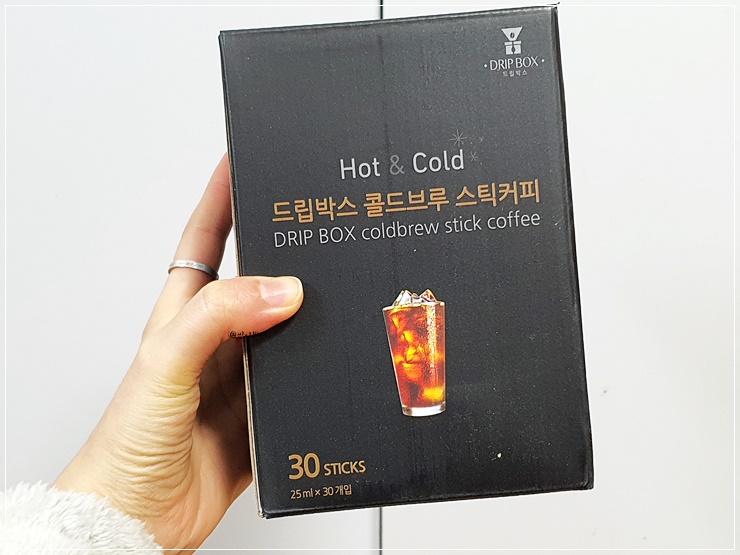 • DRIP BOX •
드립박스
Hot & Cold
드립박스 콜드브루 스틱커피
DRIP BOX coldbrew stick coffee
30 STICKS
25ml × 30개입